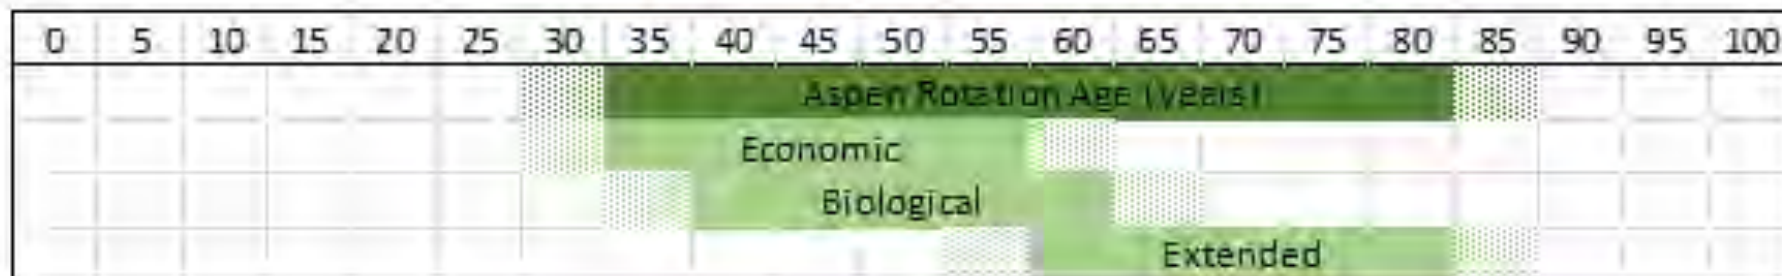 0 5 10 15 20 25 30 35 40 45 50 55 60 65 70 75 80 85 90 95 100
Aspen Rotation Age (years)
Economic
Biological
Extended